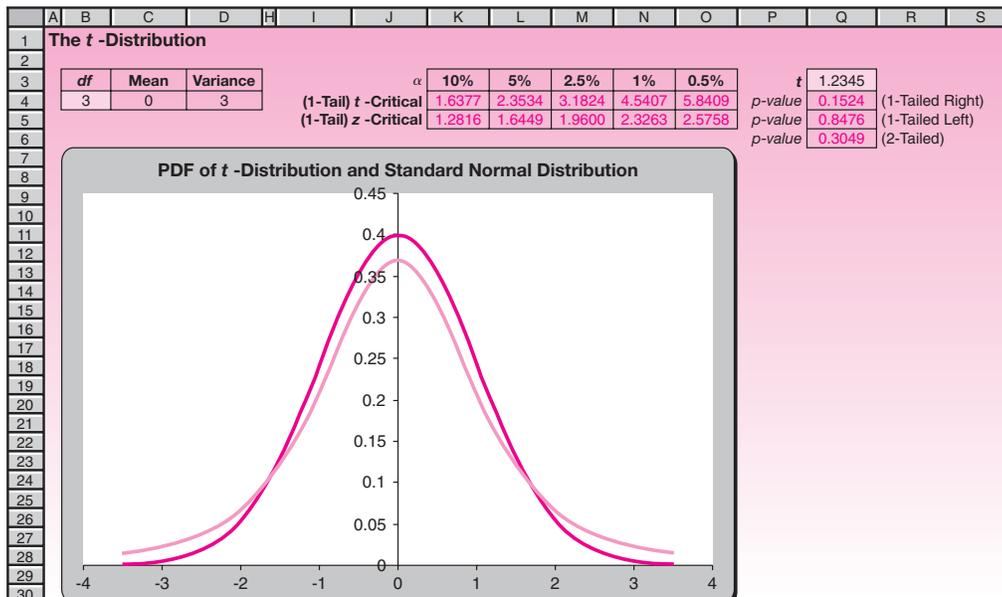 A B C D H I J K L M N O P Q R S
1 The t -Distribution
2
3 df Mean Variance α 10% 5% 2.5% 1% 0.5% t 1.2345
4 3 0 3 (1-Tail) t -Critical 1.6377 2.3534 3.1824 4.5407 5.8409 p-value 0.1524 (1-Tailed Right)
5 (1-Tail) z -Critical 1.2816 1.6449 1.9600 2.3263 2.5758 p-value 0.8476 (1-Tailed Left)
6 p-value 0.3049 (2-Tailed)
7
8 PDF of t -Distribution and Standard Normal Distribution
9 0.45
10
11 0.4
12
13 0.35
14
15
16 0.3
17
18 0.25
19
20 0.2
21
22 0.15
23
24 0.1
25
26 0.05
27
28 0
29 -4 -3 -2 -1 0 1 2 3 4
30